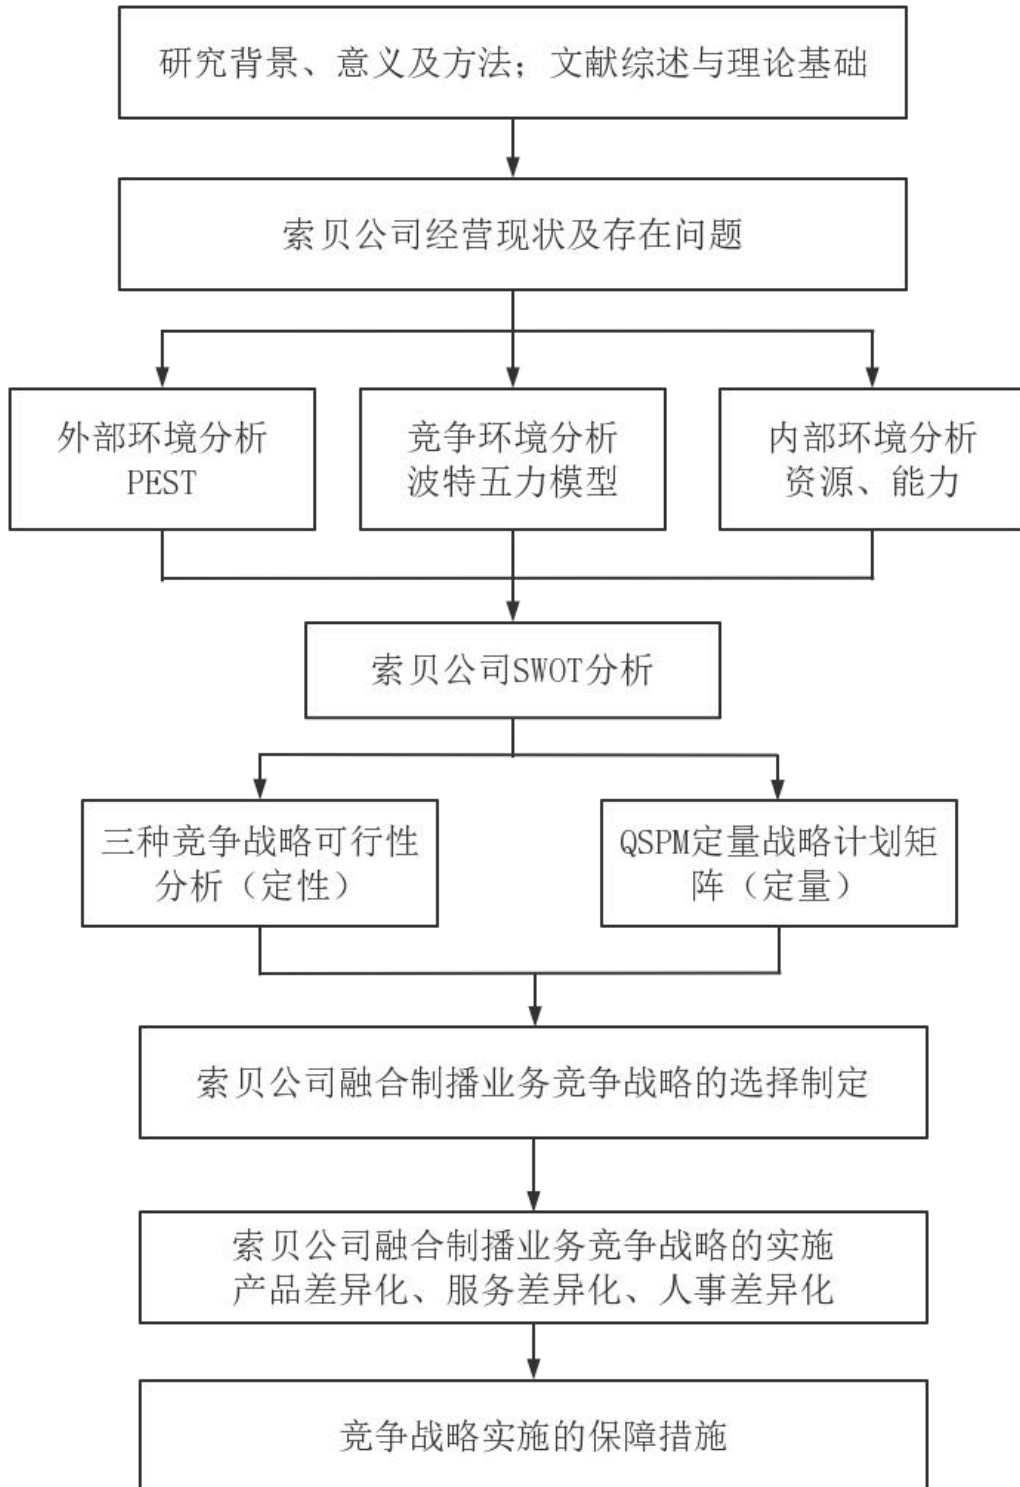 研究背景、意义及方法；文献综述与理论基础
索贝公司经营现状及存在问题
外部环境分析
PEST
竞争环境分析
波特五力模型
内部环境分析
资源、能力
索贝公司SWOT分析
三种竞争战略可行性
分析（定性）
QSPM定量战略计划矩
阵（定量）
索贝公司融合制播业务竞争战略的选择制定
索贝公司融合制播业务竞争战略的实施
产品差异化、服务差异化、人事差异化
竞争战略实施的保障措施